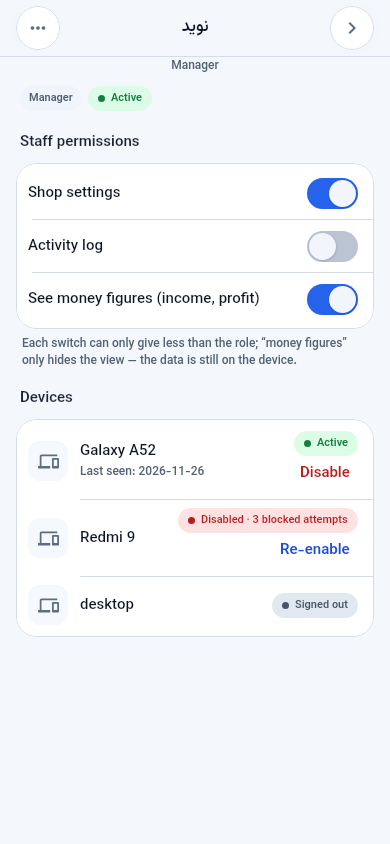 نوید
Manager
Manager
Active
Staff permissions
Shop settings
Activity log
See money figures (income, profit)
Each switch can only give less than the role; “money figures”
only hides the view — the data is still on the device.
Devices
Galaxy A52
Active
Last seen: 2026-11-26
Disable
Disabled · 3 blocked attempts
Redmi 9
Re-enable
desktop
Signed out